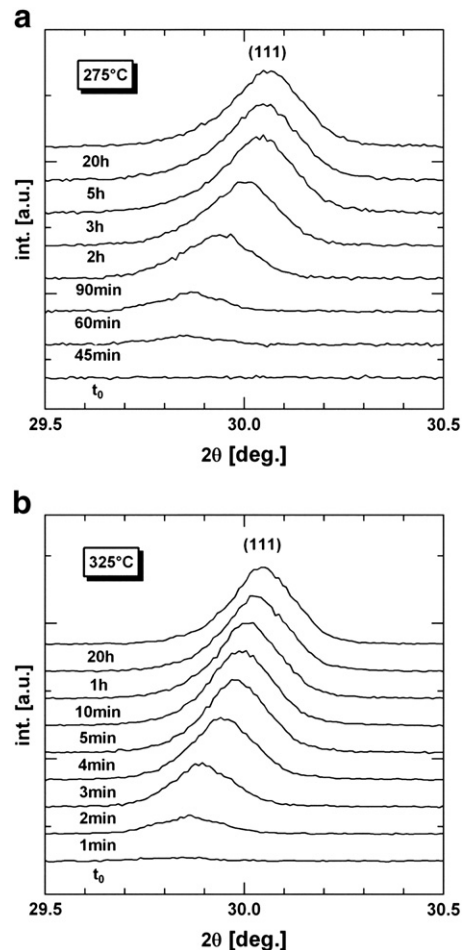 a
(111)
275°C
20h
5h
3h
2h
90min
60min
45min
t0
int. [a.u.]
29.5 30.0 30.5
2θ [deg.]
b
(111)
325°C
20h
1h
10min
5min
4min
3min
2min
1min
t0
int. [a.u.]
29.5 30.0 30.5
2θ [deg.]